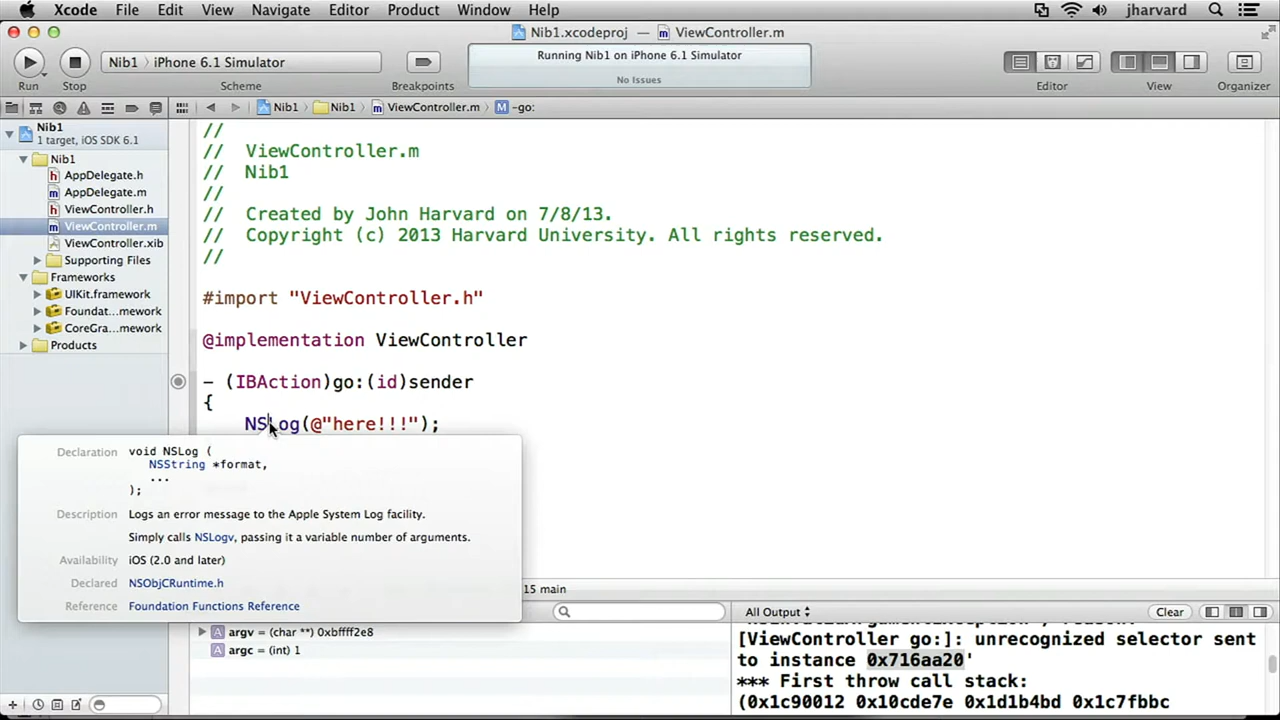 Xcode File Edit View Navigate Editor Product Window Help jharvard
Nib1.xcodeproj — ViewController.m
Nib1 › iPhone 6.1 Simulator
Running Nib1 on iPhone 6.1 Simulator
No Issues
Run Stop Scheme Breakpoints Editor View Organizer
Nib1 › Nib1 › ViewController.m › -go:
Nib1
1 target, iOS SDK 6.1
Nib1
AppDelegate.h
AppDelegate.m
ViewController.h
ViewController.m
ViewController.xib
Supporting Files
Frameworks
UIKit.framework
Foundat...mework
CoreGra...mework
Products
//
// ViewController.m
// Nib1
//
// Created by John Harvard on 7/8/13.
// Copyright (c) 2013 Harvard University. All rights reserved.
//
#import "ViewController.h"
@implementation ViewController
- (IBAction)go:(id)sender
{
NSLog(@"here!!!");
Declaration void NSLog (
NSString *format,
...
);
Description Logs an error message to the Apple System Log facility.
Simply calls NSLogv, passing it a variable number of arguments.
Availability iOS (2.0 and later)
Declared NSObjCRuntime.h
Reference Foundation Functions Reference
15 main
argv = (char **) 0xbffff2e8
argc = (int) 1
All Output Clear
[ViewController go:]: unrecognized selector sent
to instance 0x716aa20'
*** First throw call stack:
(0x1c90012 0x10cde7e 0x1d1b4bd 0x1c7fbbc